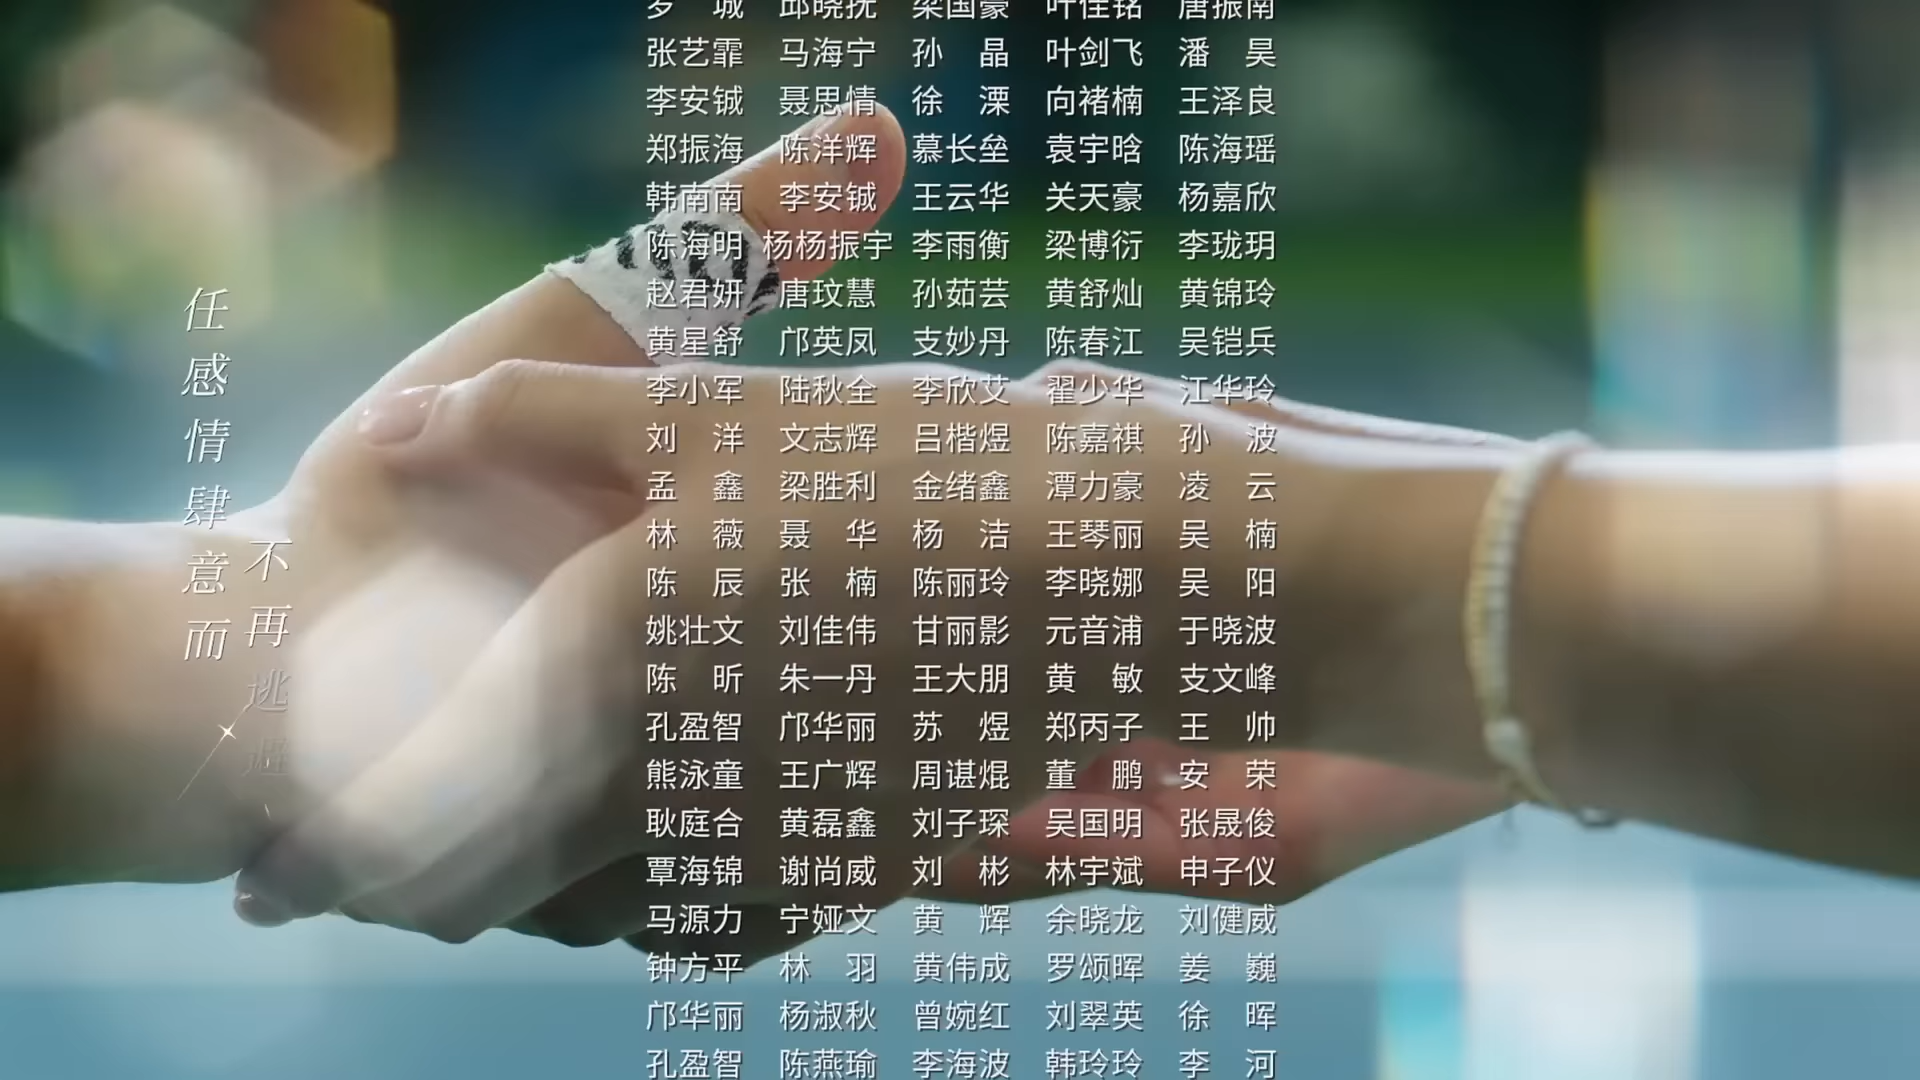 罗　城　邱晓抚　梁国豪　叶佳铭　唐振南
张艺霏　马海宁　孙　晶　叶剑飞　潘　昊
李安铖　聂思情　徐　溧　向褚楠　王泽良
郑振海　陈洋辉　慕长垒　袁宇晗　陈海瑶
韩南南　李安铖　王云华　关天豪　杨嘉欣
陈海明　杨杨振宇　李雨衡　梁博衍　李珑玥
赵君妍　唐玟慧　孙茹芸　黄舒灿　黄锦玲
黄星舒　邝英凤　支妙丹　陈春江　吴铠兵
李小军　陆秋全　李欣艾　翟少华　江华玲
刘　洋　文志辉　吕楷煜　陈嘉祺　孙　波
孟　鑫　梁胜利　金绪鑫　潭力豪　凌　云
林　薇　聂　华　杨　洁　王琴丽　吴　楠
陈　辰　张　楠　陈丽玲　李晓娜　吴　阳
姚壮文　刘佳伟　甘丽影　元音浦　于晓波
陈　昕　朱一丹　王大朋　黄　敏　支文峰
孔盈智　邝华丽　苏　煜　郑丙子　王　帅
熊泳童　王广辉　周谌焜　董　鹏　安　荣
耿庭合　黄磊鑫　刘子琛　吴国明　张晟俊
覃海锦　谢尚威　刘　彬　林宇斌　申子仪
马源力　宁娅文　黄　辉　余晓龙　刘健威
钟方平　林　羽　黄伟成　罗颂晖　姜　巍
邝华丽　杨淑秋　曾婉红　刘翠英　徐　晖
孔盈智　陈燕瑜　李海波　韩玲玲　李　河
任感情肆意而
不再逃避